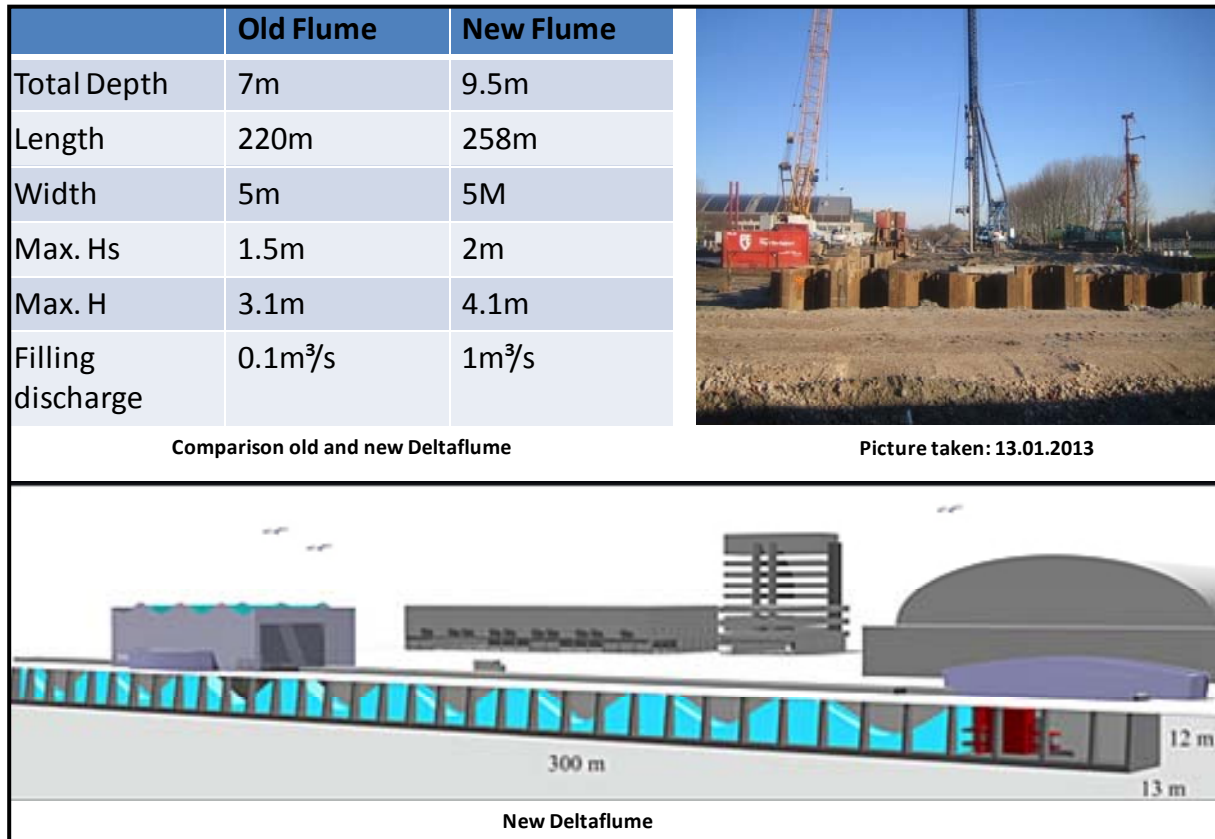 Old Flume New Flume
Total Depth 7m 9.5m
Length 220m 258m
Width 5m 5M
Max. Hs 1.5m 2m
Max. H 3.1m 4.1m
Filling discharge 0.1m³/s 1m³/s
Comparison old and new Deltaflume
Picture taken: 13.01.2013
300 m
12 m
13 m
New Deltaflume